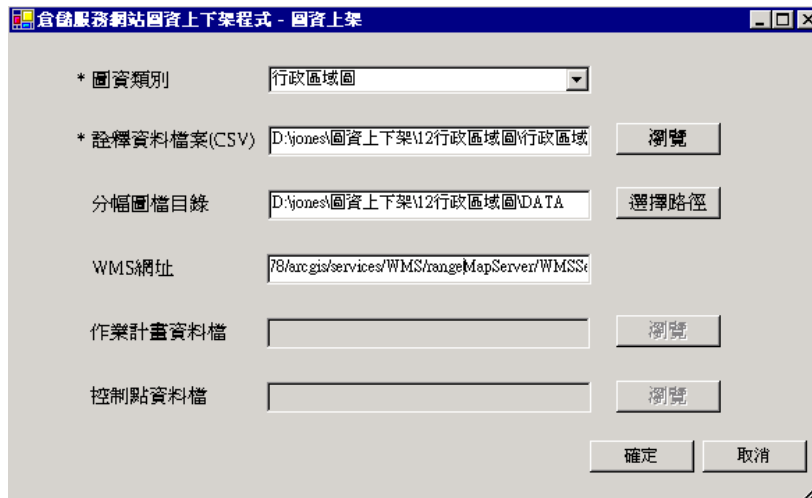 倉儲服務網站圖資上下架程式 - 圖資上架
* 圖資類別 行政區域圖
* 詮釋資料檔案(CSV) D:\jones\圖資上下架\12行政區域圖\行政區域 瀏覽
分幅圖檔目錄 D:\jones\圖資上下架\12行政區域圖\DATA 選擇路徑
WMS網址 78/arcgis/services/WMS/range/MapServer/WMSSe
作業計畫資料檔 瀏覽
控制點資料檔 瀏覽
確定 取消